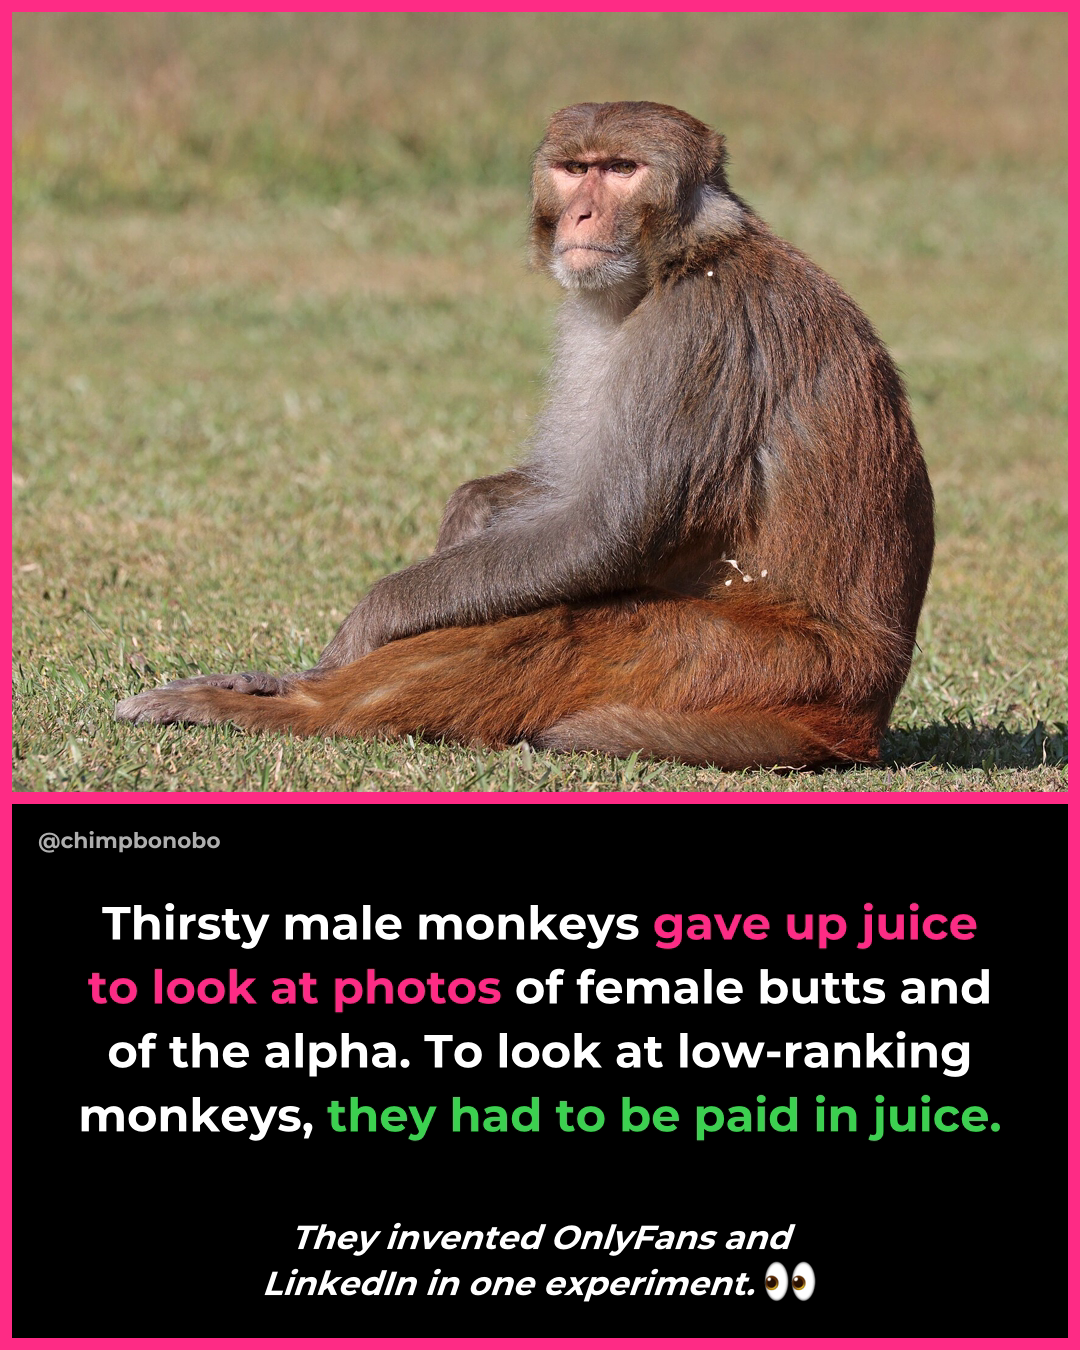 @chimpbonobo
Thirsty male monkeys gave up juice
to look at photos of female butts and
of the alpha. To look at low-ranking
monkeys, they had to be paid in juice.
They invented OnlyFans and
LinkedIn in one experiment. 👀